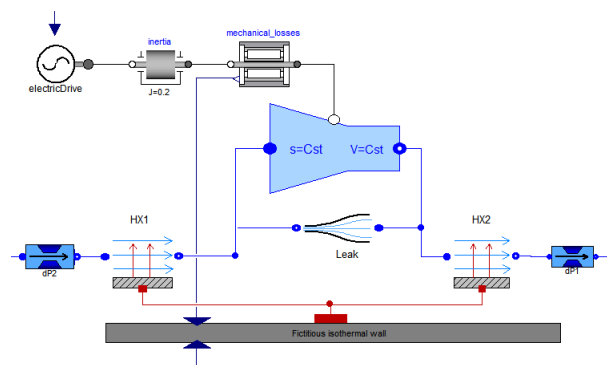 mechanical_losses
inertia
electricDrive
J=0.2
s=Cst V=Cst
HX1
HX2
Leak
dP2
dP1
Fictitious isothermal wall